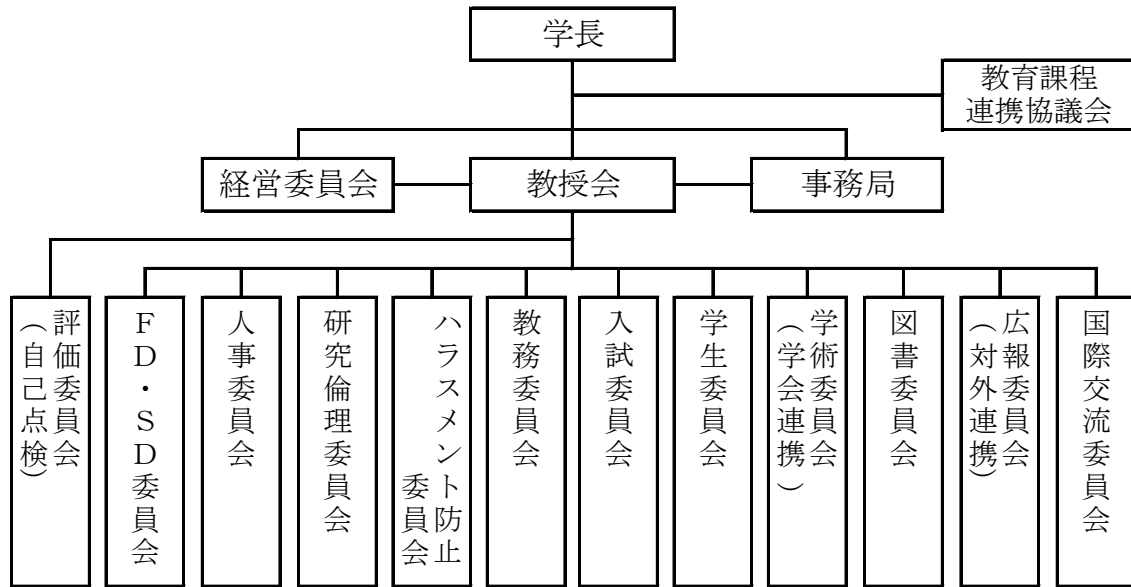 学長
教育課程
連携協議会
経営委員会
教授会
事務局
評価委員会
（自己点検）
ＦＤ・ＳＤ委員会
人事委員会
研究倫理委員会
ハラスメント防止
委員会
教務委員会
入試委員会
学生委員会
学術委員会
（学会連携）
図書委員会
広報委員会
（対外連携）
国際交流委員会